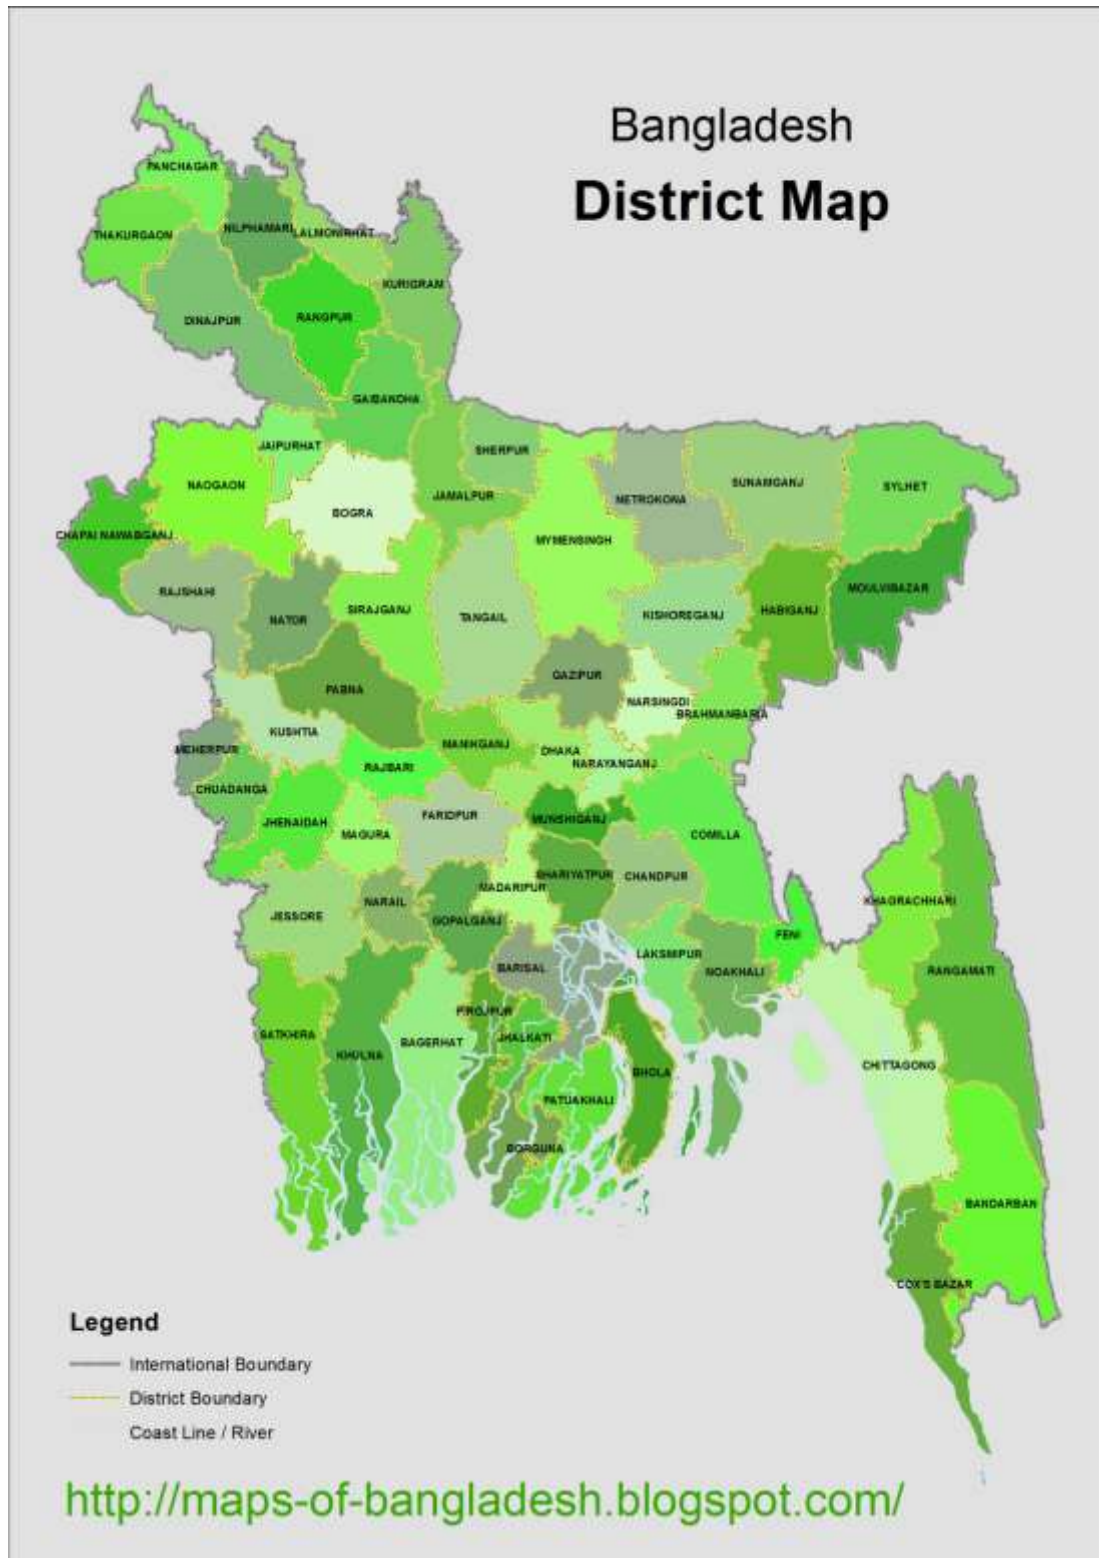 Bangladesh
District Map
PANCHAGAR
THAKURGAON
NILPHAMARI
LALMONIRHAT
KURIGRAM
DINAJPUR
RANGPUR
GAIBANDHA
JAIPURHAT
SHERPUR
NAOGAON
BOGRA
JAMALPUR
NETROKONA
SUNAMGANJ
SYLHET
CHAPAI NAWABGANJ
MYMENSINGH
RAJSHAHI
NATOR
SIRAJGANJ
TANGAIL
KISHOREGANJ
HABIGANJ
MOULVIBAZAR
PABNA
GAZIPUR
NARSINGDI
BRAHMANBARIA
KUSHTIA
MEHERPUR
MANIKGANJ
DHAKA
NARAYANGANJ
RAJBARI
CHUADANGA
JHENAIDAH
MAGURA
FARIDPUR
MUNSHIGANJ
COMILLA
SHARIYATPUR
CHANDPUR
MADARIPUR
JESSORE
NARAIL
GOPALGANJ
KHAGRACHHARI
FENI
LAKSMIPUR
NOAKHALI
RANGAMATI
BARISAL
PIROJPUR
SATKHIRA
KHULNA
BAGERHAT
JHALKATI
BHOLA
CHITTAGONG
PATUAKHALI
BORGUNA
BANDARBAN
COX'S BAZAR
Legend
International Boundary
District Boundary
Coast Line / River
http://maps-of-bangladesh.blogspot.com/